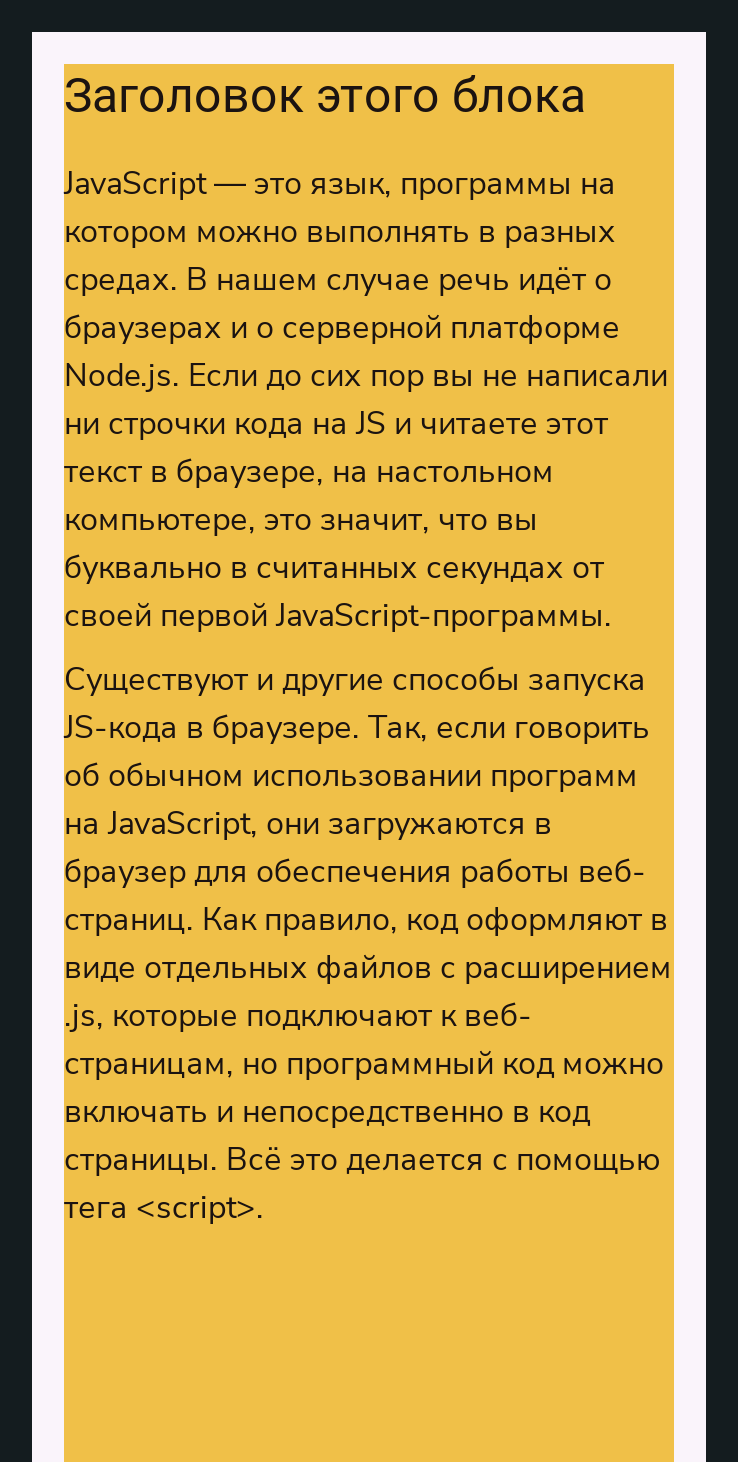 Заголовок этого блока
JavaScript — это язык, программы на
котором можно выполнять в разных
средах. В нашем случае речь идёт о
браузерах и о серверной платформе
Node.js. Если до сих пор вы не написали
ни строчки кода на JS и читаете этот
текст в браузере, на настольном
компьютере, это значит, что вы
буквально в считанных секундах от
своей первой JavaScript-программы.
Существуют и другие способы запуска
JS-кода в браузере. Так, если говорить
об обычном использовании программ
на JavaScript, они загружаются в
браузер для обеспечения работы веб-
страниц. Как правило, код оформляют в
виде отдельных файлов с расширением
.js, которые подключают к веб-
страницам, но программный код можно
включать и непосредственно в код
страницы. Всё это делается с помощью
тега <script>.